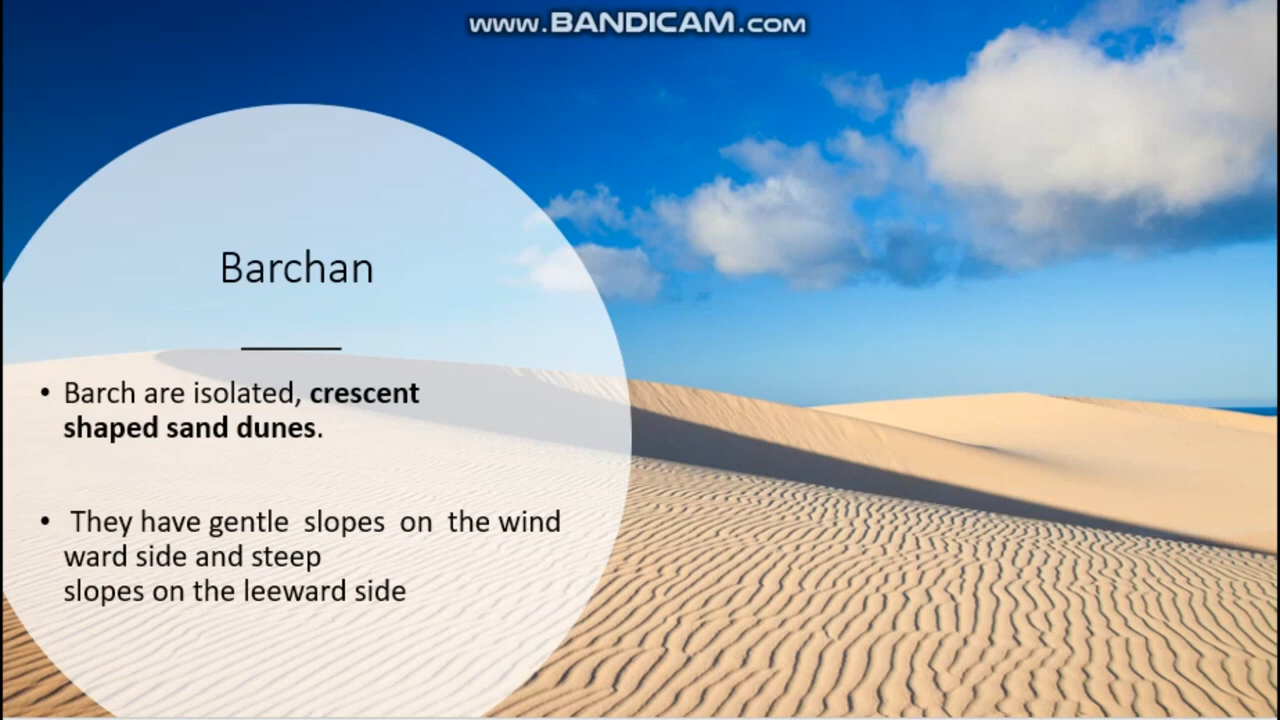 www.BANDICAM.com
Barchan
• Barch are isolated, crescent
shaped sand dunes.
• They have gentle slopes on the wind
ward side and steep
slopes on the leeward side